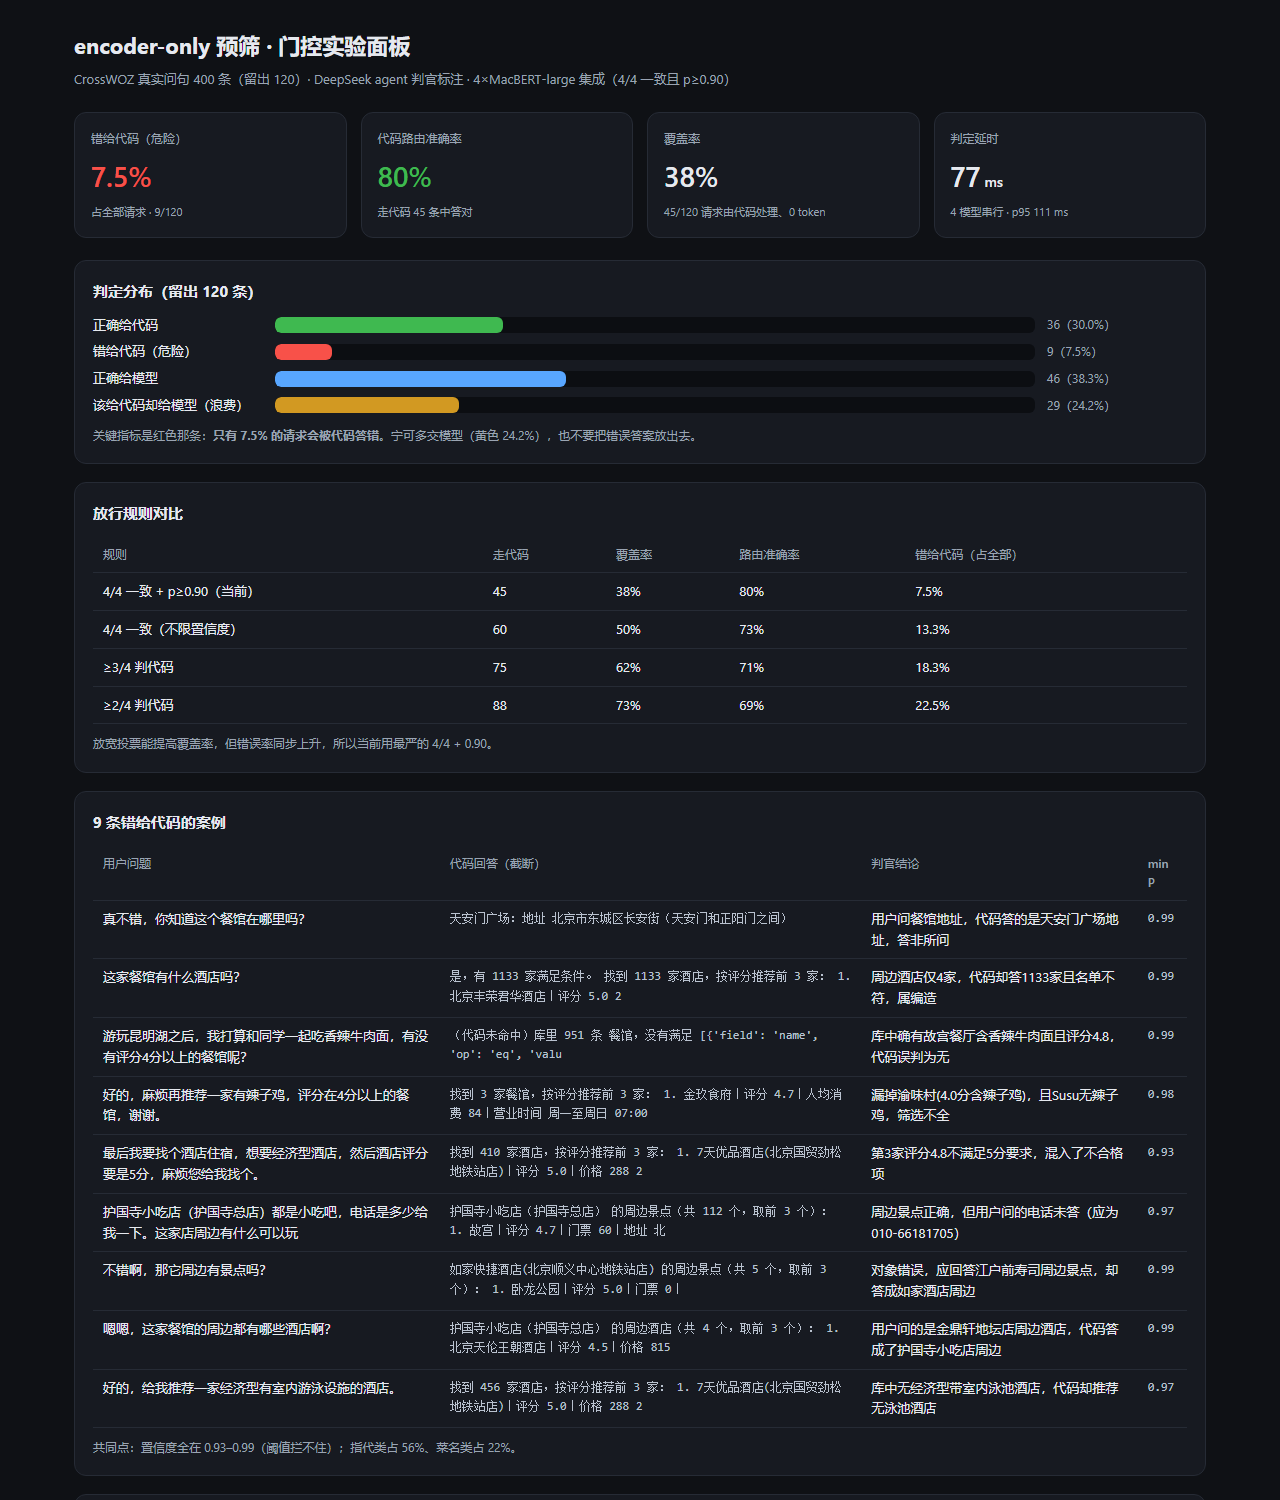 encoder-only 预筛 · 门控实验面板
CrossWOZ 真实问句 400 条（留出 120）· DeepSeek agent 判官标注 · 4×MacBERT-large 集成（4/4 一致且 p≥0.90）
错给代码（危险）
7.5%
占全部请求 · 9/120
代码路由准确率
80%
走代码 45 条中答对
覆盖率
38%
45/120 请求由代码处理、0 token
判定延时
77 ms
4 模型串行 · p95 111 ms
判定分布（留出 120 条）
正确给代码 36（30.0%）
错给代码（危险） 9（7.5%）
正确给模型 46（38.3%）
该给代码却给模型（浪费） 29（24.2%）
关键指标是红色那条：只有 7.5% 的请求会被代码答错。宁可多交模型（黄色 24.2%），也不要把错误答案放出去。
放行规则对比
规则 走代码 覆盖率 路由准确率 错给代码（占全部）
4/4 一致 + p≥0.90（当前） 45 38% 80% 7.5%
4/4 一致（不限置信度） 60 50% 73% 13.3%
≥3/4 判代码 75 62% 71% 18.3%
≥2/4 判代码 88 73% 69% 22.5%
放宽投票能提高覆盖率，但错误率同步上升，所以当前用最严的 4/4 + 0.90。
9 条错给代码的案例
用户问题 代码回答（截断） 判官结论 min
p
真不错，你知道这个餐馆在哪里吗？ 天安门广场：地址 北京市东城区长安街（天安门和正阳门之间） 用户问餐馆地址，代码答的是天安门广场地 0.99
址，答非所问
这家餐馆有什么酒店吗？ 是，有 1133 家满足条件。 找到 1133 家酒店，按评分推荐前 3 家： 1. 周边酒店仅4家，代码却答1133家且名单不 0.99
北京丰荣君华酒店｜评分 5.0 2 符，属编造
游玩昆明湖之后，我打算和同学一起吃香辣牛肉面，有没 （代码未命中）库里 951 条 餐馆，没有满足 [{'field': 'name', 库中确有故宫餐厅含香辣牛肉面且评分4.8， 0.99
有评分4分以上的餐馆呢？ 'op': 'eq', 'valu 代码误判为无
好的，麻烦再推荐一家有辣子鸡，评分在4分以上的餐 找到 3 家餐馆，按评分推荐前 3 家： 1. 金玖食府｜评分 4.7｜人均消 漏掉渝味村(4.0分含辣子鸡)，且Susu无辣子 0.98
馆，谢谢。 费 84｜营业时间 周一至周日 07:00 鸡，筛选不全
最后我要找个酒店住宿，想要经济型酒店，然后酒店评分 找到 410 家酒店，按评分推荐前 3 家： 1. 7天优品酒店(北京国贸劲松 第3家评分4.8不满足5分要求，混入了不合格 0.93
要是5分，麻烦您给我找个。 地铁站店)｜评分 5.0｜价格 288 2 项
护国寺小吃店（护国寺总店）都是小吃吧，电话是多少给 护国寺小吃店（护国寺总店） 的周边景点（共 112 个，取前 3 个）： 周边景点正确，但用户问的电话未答（应为 0.97
我一下。这家店周边有什么可以玩 1. 故宫｜评分 4.7｜门票 60｜地址 北 010-66181705)
不错啊，那它周边有景点吗？ 如家快捷酒店(北京顺义中心地铁站店) 的周边景点（共 5 个，取前 3 对象错误，应回答江户前寿司周边景点，却 0.99
个）： 1. 卧龙公园｜评分 5.0｜门票 0｜ 答成如家酒店周边
嗯嗯，这家餐馆的周边都有哪些酒店啊？ 护国寺小吃店（护国寺总店） 的周边酒店（共 4 个，取前 3 个）： 1. 用户问的是金鼎轩地坛店周边酒店，代码答 0.99
北京天伦王朝酒店｜评分 4.5｜价格 815 成了护国寺小吃店周边
好的，给我推荐一家经济型有室内游泳设施的酒店。 找到 456 家酒店，按评分推荐前 3 家： 1. 7天优品酒店(北京国贸劲松 库中无经济型带室内泳池酒店，代码却推荐 0.97
地铁站店)｜评分 5.0｜价格 288 2 无泳池酒店
共同点：置信度全在 0.93–0.99（阈值拦不住）；指代类占 56%、菜名类占 22%。